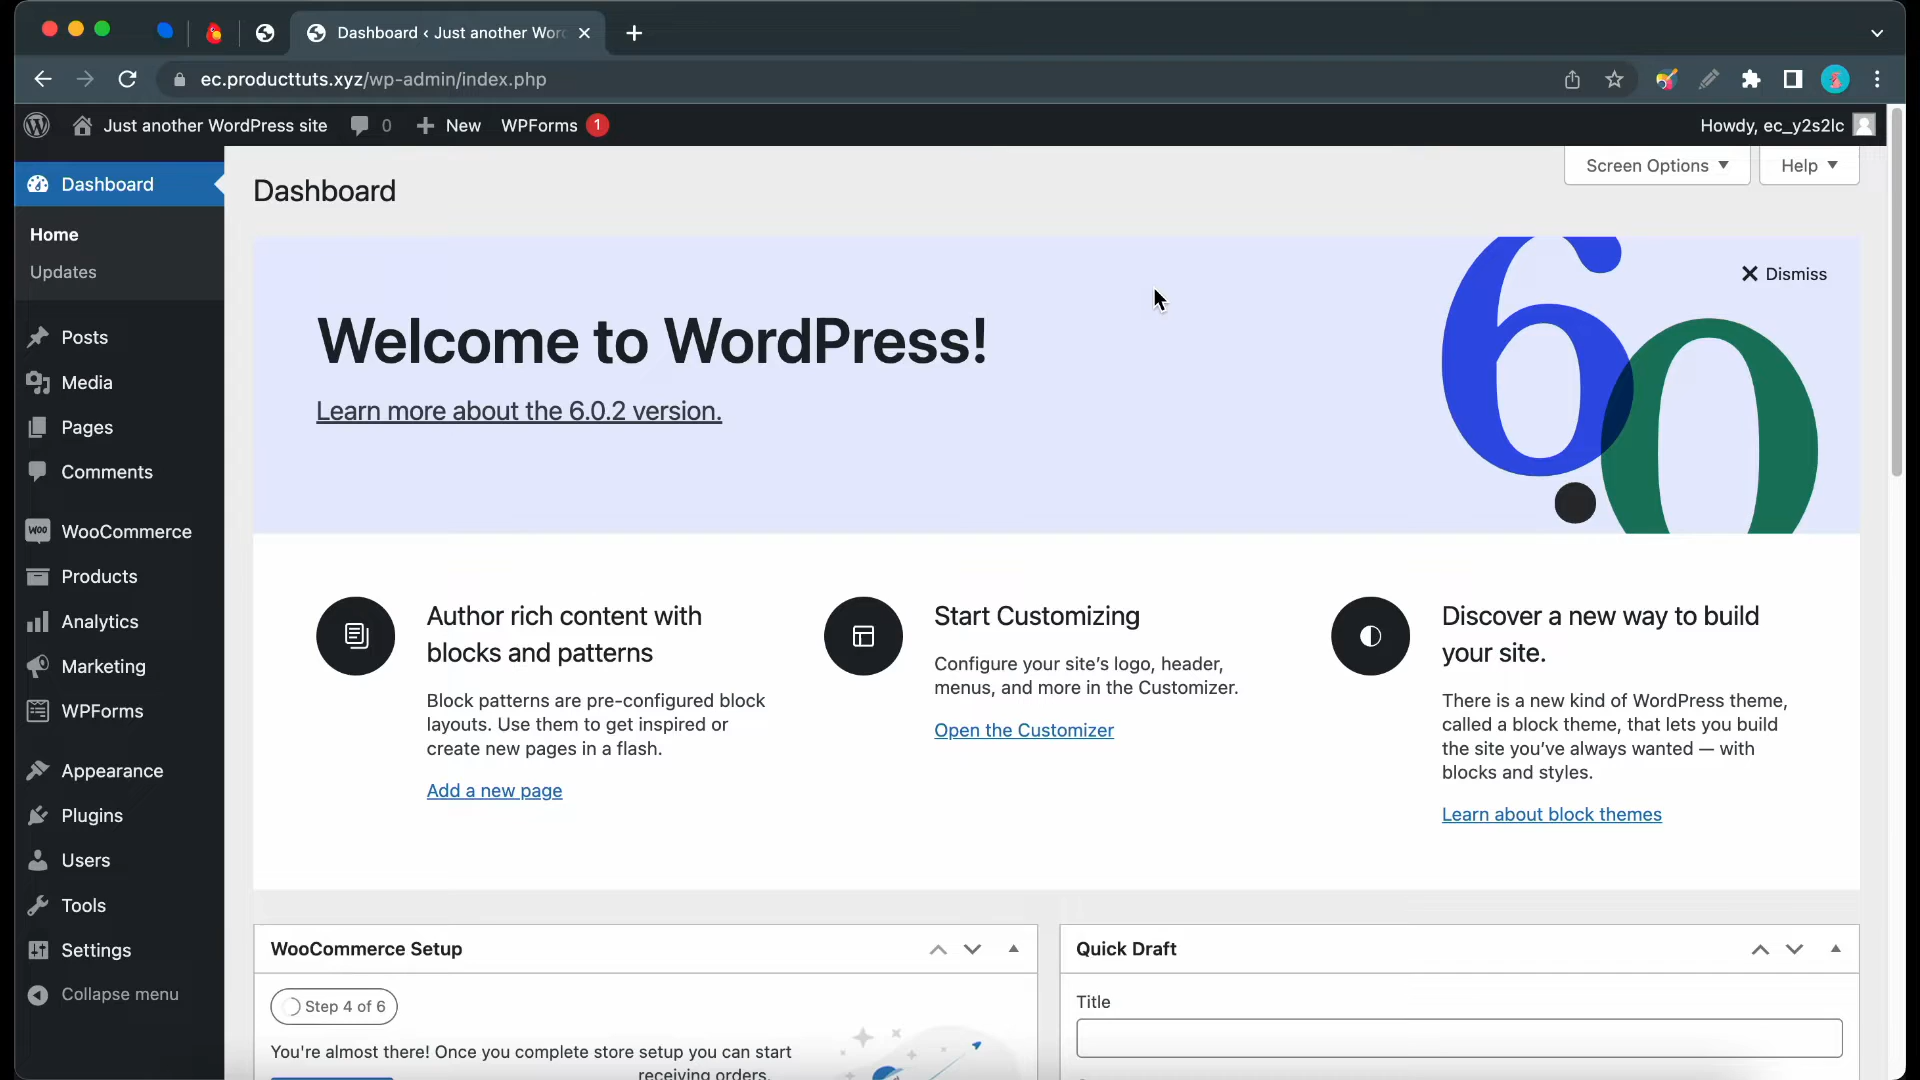 Dashboard ‹ Just another Wor
ec.producttuts.xyz/wp-admin/index.php
Just another WordPress site
0
New
WPForms
1
Howdy, ec_y2s2lc
Dashboard
Home
Updates
Posts
Media
Pages
Comments
Woo
WooCommerce
Products
Analytics
Marketing
WPForms
Appearance
Plugins
Users
Tools
Settings
Collapse menu
Dashboard
Screen Options
Help
Welcome to WordPress!
Learn more about the 6.0.2 version.
Dismiss
6.0
Author rich content with
blocks and patterns
Block patterns are pre-configured block
layouts. Use them to get inspired or
create new pages in a flash.
Add a new page
Start Customizing
Configure your site's logo, header,
menus, and more in the Customizer.
Open the Customizer
Discover a new way to build
your site.
There is a new kind of WordPress theme,
called a block theme, that lets you build
the site you've always wanted — with
blocks and styles.
Learn about block themes
WooCommerce Setup
Step 4 of 6
You're almost there! Once you complete store setup you can start
receiving orders.
Quick Draft
Title